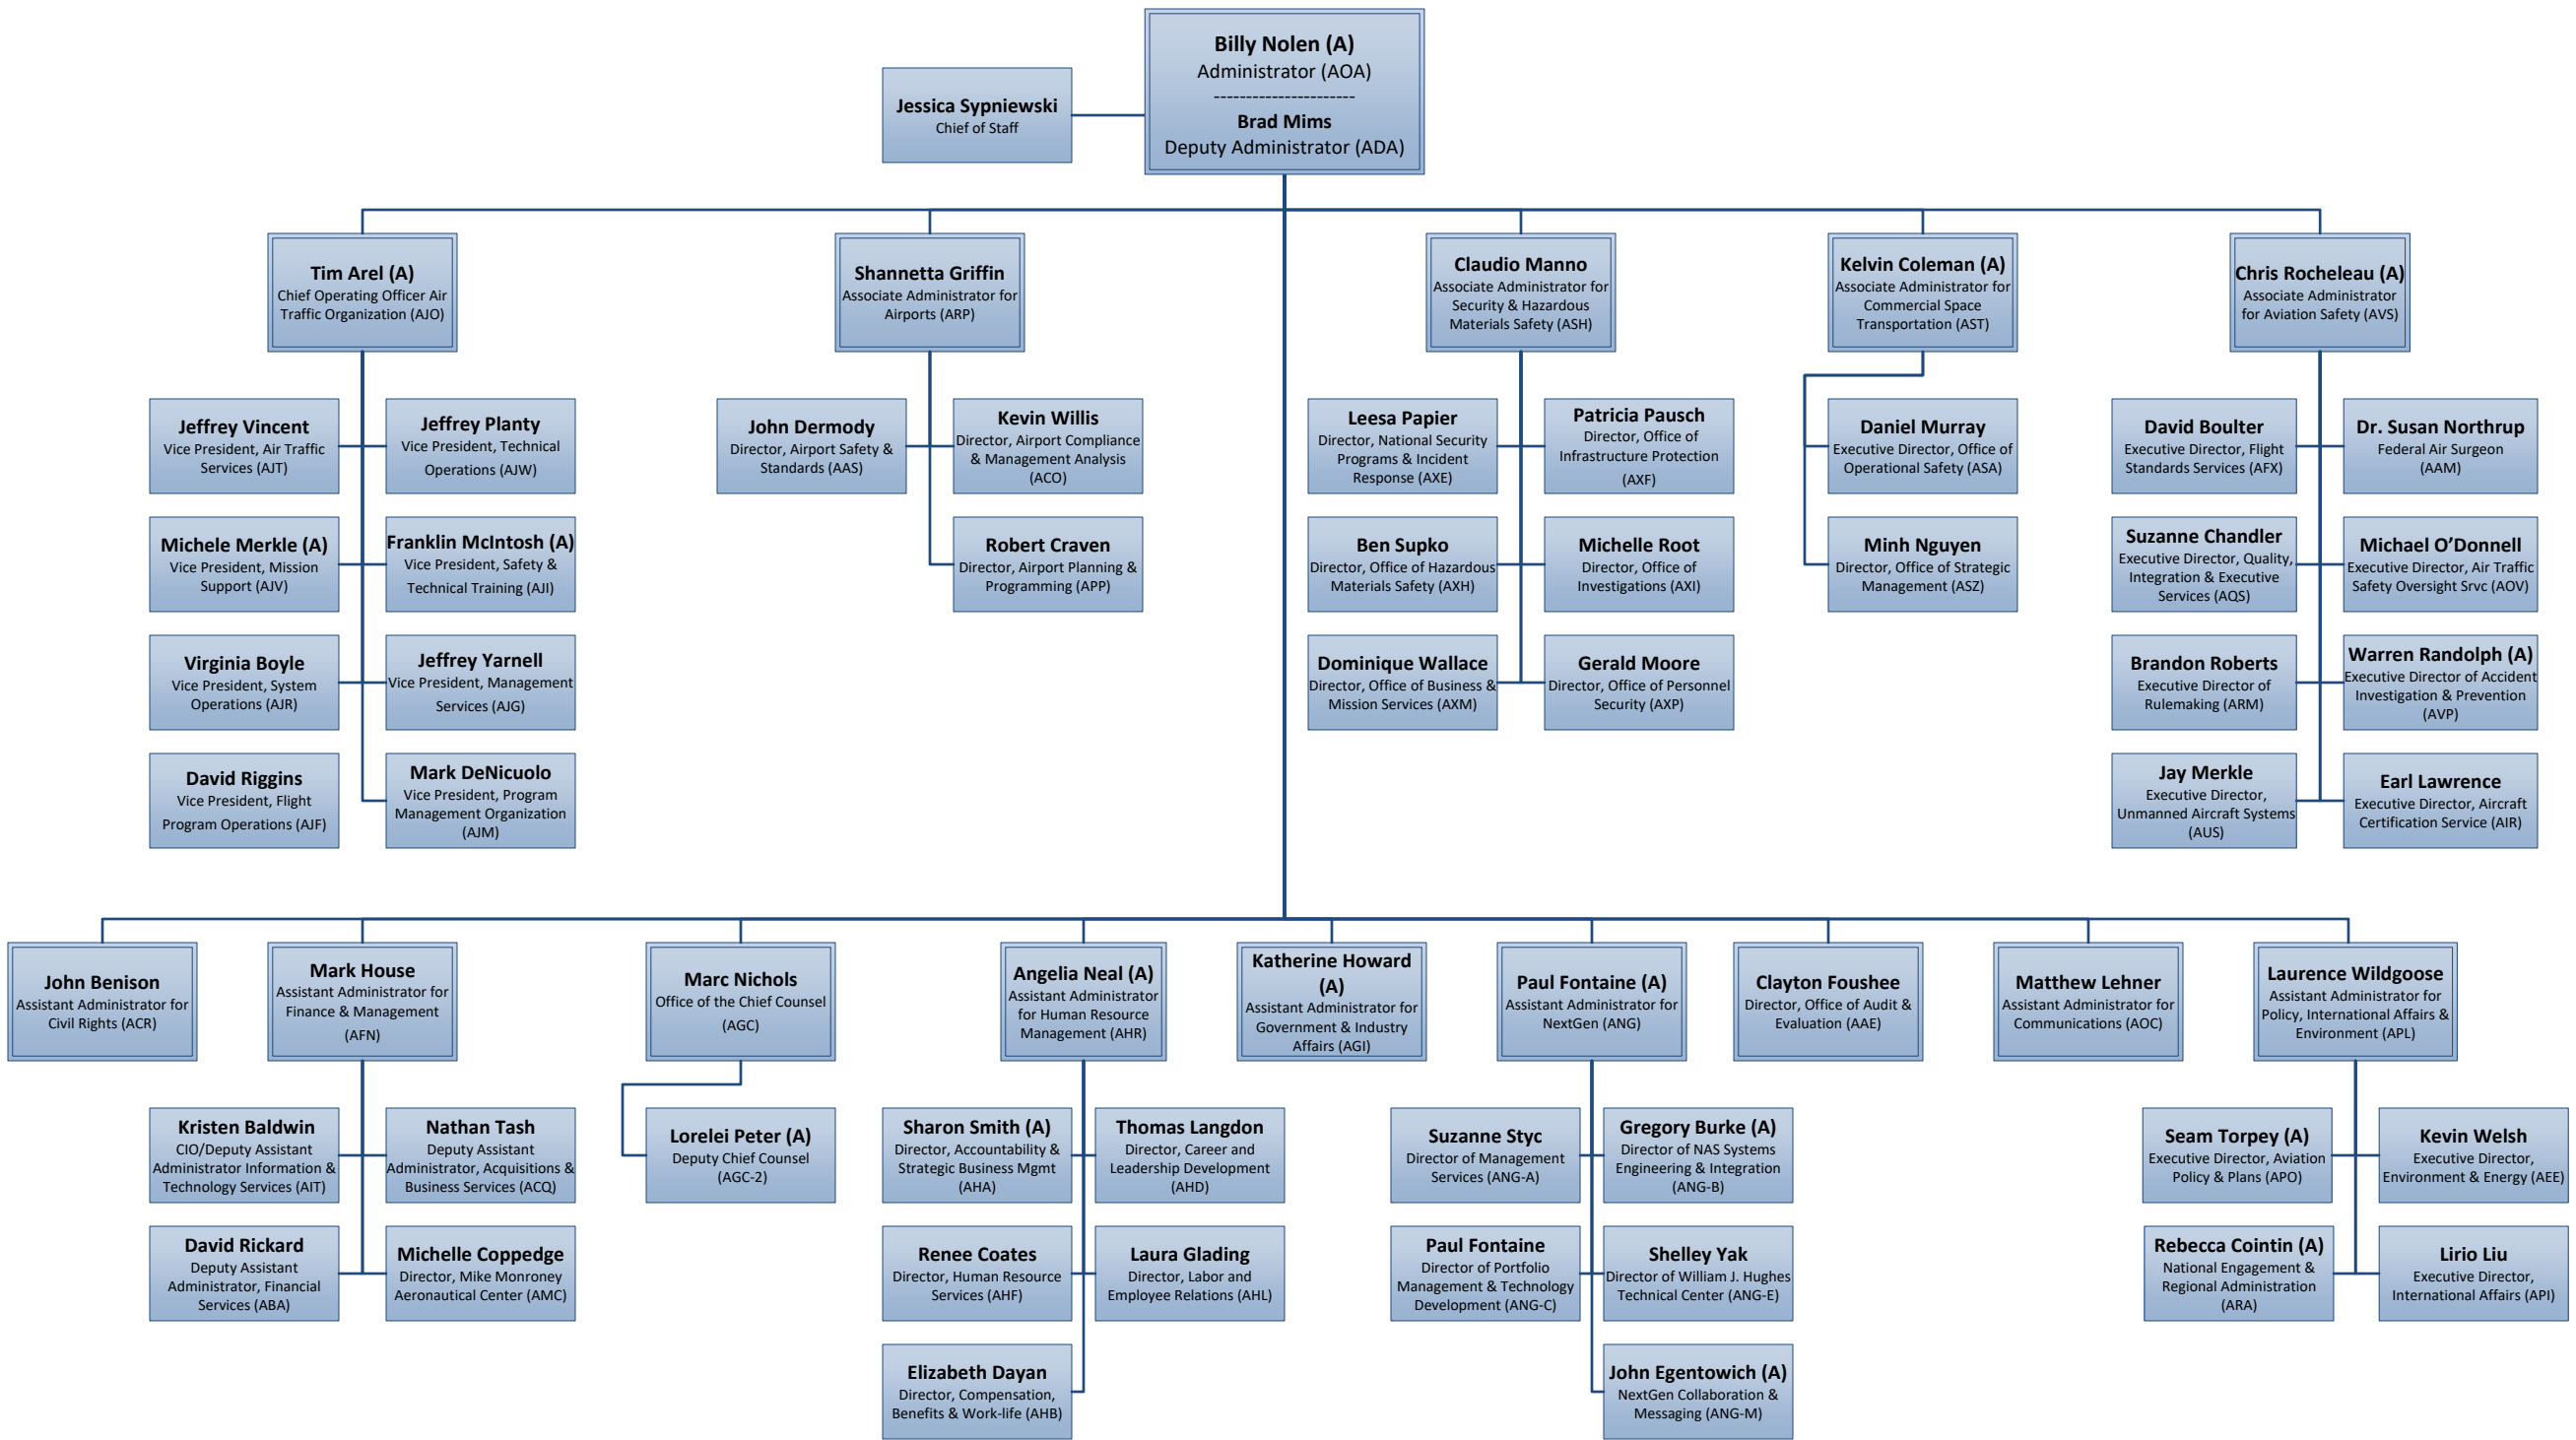 Billy Nolen (A)
Administrator (AOA)
----------------------
Brad Mims
Deputy Administrator (ADA)
Jessica Sypniewski
Chief of Staff
Tim Arel (A)
Chief Operating Officer Air
Traffic Organization (AJO)
Shannetta Griffin
Associate Administrator for
Airports (ARP)
Claudio Manno
Associate Administrator for
Security & Hazardous
Materials Safety (ASH)
Kelvin Coleman (A)
Associate Administrator for
Commercial Space
Transportation (AST)
Chris Rocheleau (A)
Associate Administrator
for Aviation Safety (AVS)
Jeffrey Vincent
Vice President, Air Traffic
Services (AJT)
Jeffrey Planty
Vice President, Technical
Operations (AJW)
John Dermody
Director, Airport Safety &
Standards (AAS)
Kevin Willis
Director, Airport Compliance
& Management Analysis
(ACO)
Leesa Papier
Director, National Security
Programs & Incident
Response (AXE)
Patricia Pausch
Director, Office of
Infrastructure Protection
(AXF)
Daniel Murray
Executive Director, Office of
Operational Safety (ASA)
David Boulter
Executive Director, Flight
Standards Services (AFX)
Dr. Susan Northrup
Federal Air Surgeon
(AAM)
Michele Merkle (A)
Vice President, Mission
Support (AJV)
Franklin McIntosh (A)
Vice President, Safety &
Technical Training (AJI)
Robert Craven
Director, Airport Planning &
Programming (APP)
Ben Supko
Director, Office of Hazardous
Materials Safety (AXH)
Michelle Root
Director, Office of
Investigations (AXI)
Minh Nguyen
Director, Office of Strategic
Management (ASZ)
Suzanne Chandler
Executive Director, Quality,
Integration & Executive
Services (AQS)
Michael O’Donnell
Executive Director, Air Traffic
Safety Oversight Srvc (AOV)
Virginia Boyle
Vice President, System
Operations (AJR)
Jeffrey Yarnell
Vice President, Management
Services (AJG)
Dominique Wallace
Director, Office of Business &
Mission Services (AXM)
Gerald Moore
Director, Office of Personnel
Security (AXP)
Brandon Roberts
Executive Director of
Rulemaking (ARM)
Warren Randolph (A)
Executive Director of Accident
Investigation & Prevention
(AVP)
David Riggins
Vice President, Flight
Program Operations (AJF)
Mark DeNicuolo
Vice President, Program
Management Organization
(AJM)
Jay Merkle
Executive Director,
Unmanned Aircraft Systems
(AUS)
Earl Lawrence
Executive Director, Aircraft
Certification Service (AIR)
John Benison
Assistant Administrator for
Civil Rights (ACR)
Mark House
Assistant Administrator for
Finance & Management
(AFN)
Marc Nichols
Office of the Chief Counsel
(AGC)
Angelia Neal (A)
Assistant Administrator
for Human Resource
Management (AHR)
Katherine Howard
(A)
Assistant Administrator for
Government & Industry
Affairs (AGI)
Paul Fontaine (A)
Assistant Administrator for
NextGen (ANG)
Clayton Foushee
Director, Office of Audit &
Evaluation (AAE)
Matthew Lehner
Assistant Administrator for
Communications (AOC)
Laurence Wildgoose
Assistant Administrator for
Policy, International Affairs &
Environment (APL)
Kristen Baldwin
CIO/Deputy Assistant
Administrator Information &
Technology Services (AIT)
Nathan Tash
Deputy Assistant
Administrator, Acquisitions &
Business Services (ACQ)
Lorelei Peter (A)
Deputy Chief Counsel
(AGC-2)
Sharon Smith (A)
Director, Accountability &
Strategic Business Mgmt
(AHA)
Thomas Langdon
Director, Career and
Leadership Development
(AHD)
Suzanne Styc
Director of Management
Services (ANG-A)
Gregory Burke (A)
Director of NAS Systems
Engineering & Integration
(ANG-B)
Seam Torpey (A)
Executive Director, Aviation
Policy & Plans (APO)
Kevin Welsh
Executive Director,
Environment & Energy (AEE)
David Rickard
Deputy Assistant
Administrator, Financial
Services (ABA)
Michelle Coppedge
Director, Mike Monroney
Aeronautical Center (AMC)
Renee Coates
Director, Human Resource
Services (AHF)
Laura Glading
Director, Labor and
Employee Relations (AHL)
Paul Fontaine
Director of Portfolio
Management & Technology
Development (ANG-C)
Shelley Yak
Director of William J. Hughes
Technical Center (ANG-E)
Rebecca Cointin (A)
National Engagement &
Regional Administration
(ARA)
Lirio Liu
Executive Director,
International Affairs (API)
Elizabeth Dayan
Director, Compensation,
Benefits & Work-life (AHB)
John Egentowich (A)
NextGen Collaboration &
Messaging (ANG-M)